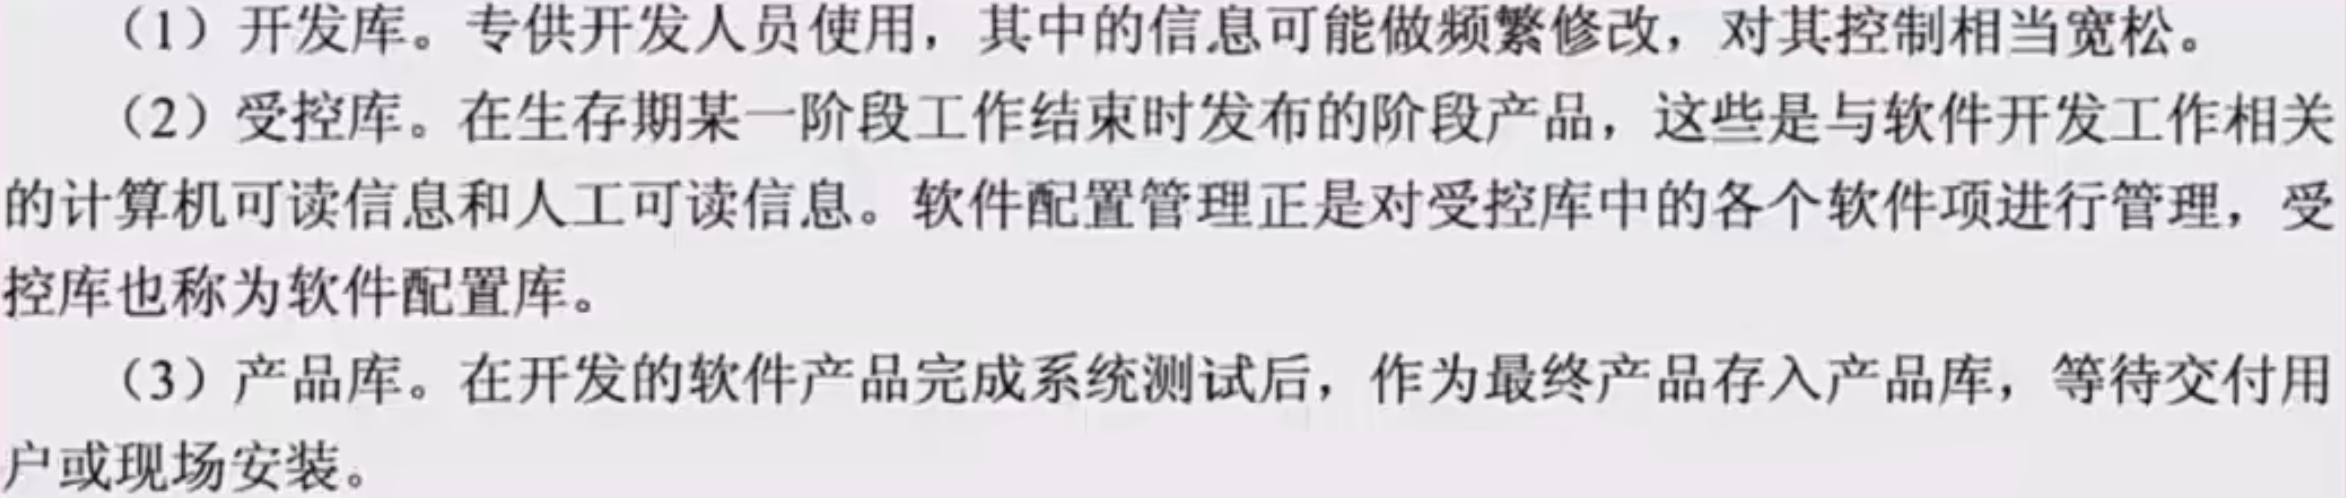 （1）开发库。专供开发人员使用，其中的信息可能做频繁修改，对其控制相当宽松。
（2）受控库。在生存期某一阶段工作结束时发布的阶段产品，这些是与软件开发工作相关
的计算机可读信息和人工可读信息。软件配置管理正是对受控库中的各个软件项进行管理，受
控库也称为软件配置库。
（3）产品库。在开发的软件产品完成系统测试后，作为最终产品存入产品库，等待交付用
户或现场安装。